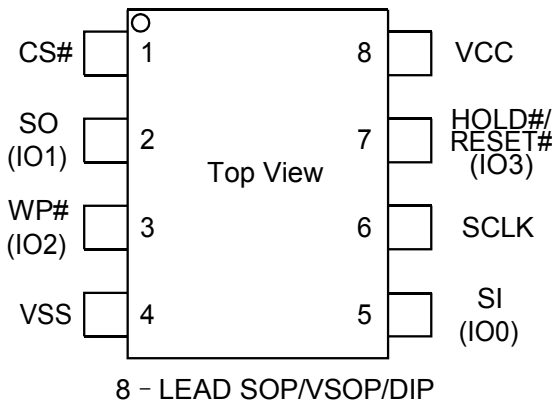 CS# 1 8 VCC
SO
(IO1)
2 7
HOLD#/
RESET#
(IO3)
Top View
WP#
(IO2)
3 6 SCLK
VSS 4 5
SI
(IO0)
8 – LEAD SOP/VSOP/DIP